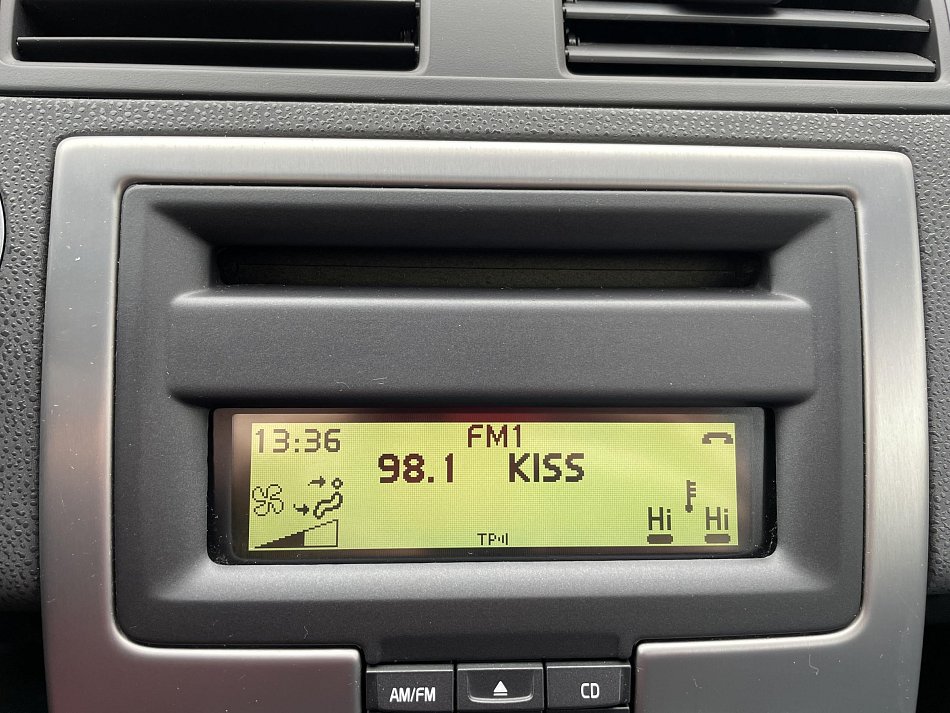 13:36 FM1
98.1 KISS
Hi Hi
TP
AM/FM CD